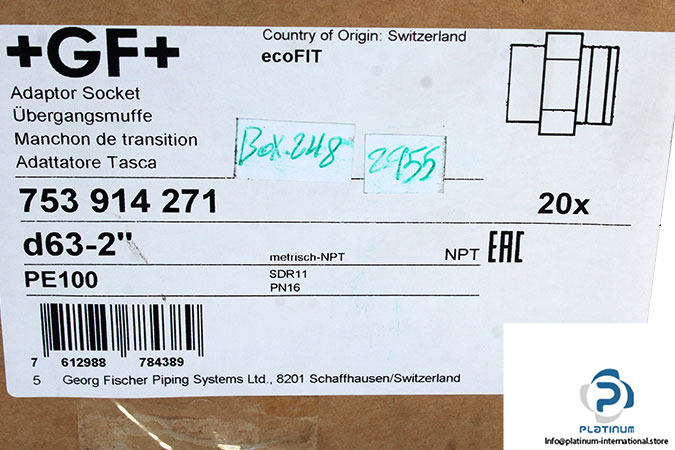 +GF+
Country of Origin: Switzerland
ecoFIT
Adaptor Socket
Übergangsmuffe
Manchon de transition
Adattatore Tasca
Box.248
2955
753 914 271
20x
d63-2"
metrisch-NPT
NPT EAC
PE100
SDR11
PN16
7 612988 784389
5 Georg Fischer Piping Systems Ltd., 8201 Schaffhausen/Switzerland
PLATINUM
Info@platinum-international.store